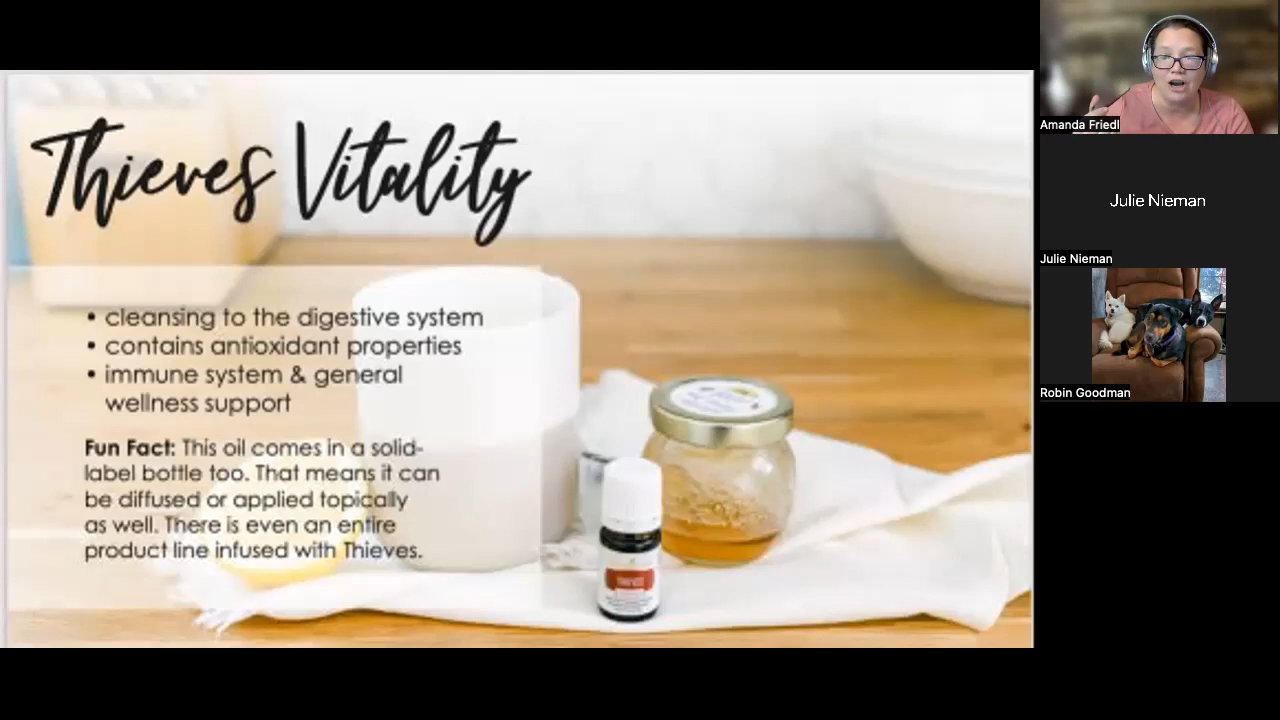 Thieves Vitality
• cleansing to the digestive system
• contains antioxidant properties
• immune system & general
wellness support
Fun Fact: This oil comes in a solid-
label bottle too. That means it can
be diffused or applied topically
as well. There is even an entire
product line infused with Thieves.
THIEVES
Amanda Friedl
Julie Nieman
Julie Nieman
Robin Goodman